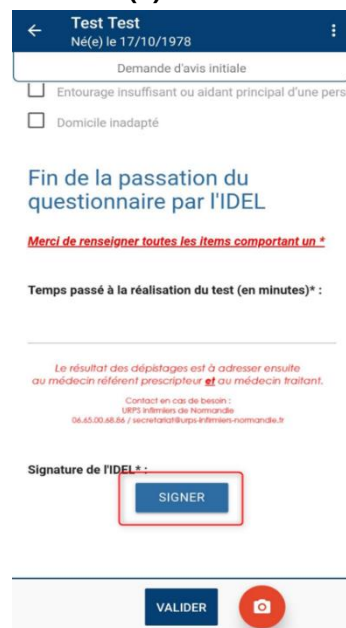 Test Test
Né(e) le 17/10/1978
Demande d'avis initiale
Entourage insuffisant ou aidant principal d'une pers
Domicile inadapté
Fin de la passation du
questionnaire par l'IDEL
Merci de renseigner toutes les items comportant un *
Temps passé à la réalisation du test (en minutes)* :
Le résultat des dépistages est à adresser ensuite
au médecin référent prescripteur et au médecin traitant.
Contact en cas de besoin :
URPS infirmiers de Normandie
06.65.00.68.86 / secretariat@urps-infirmiers-normandie.fr
Signature de l'IDEL* :
SIGNER
VALIDER